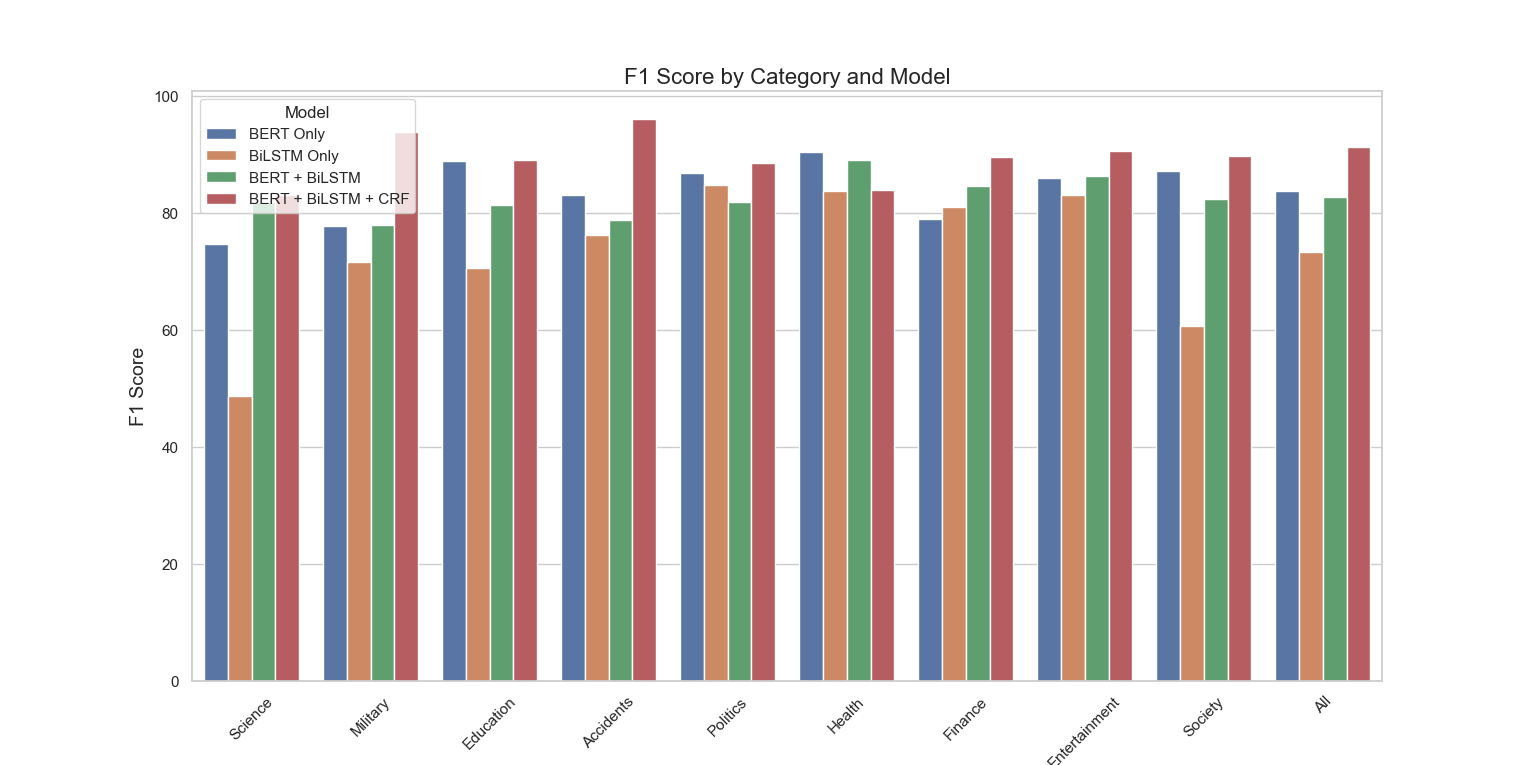 F1 Score by Category and Model
100
80
60
40
20
0
F1 Score
Model
BERT Only
BiLSTM Only
BERT + BiLSTM
BERT + BiLSTM + CRF
Science
Military
Education
Accidents
Politics
Health
Finance
Entertainment
Society
All